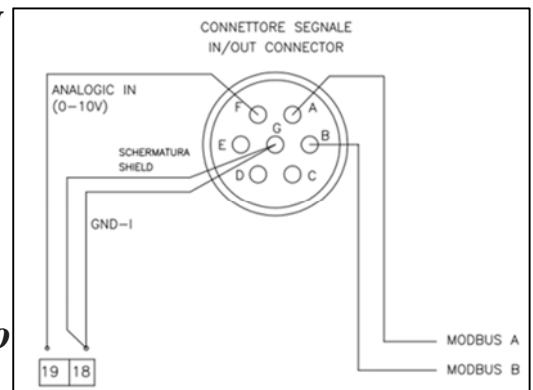 CONNETTORE SEGNALE
IN/OUT CONNECTOR
ANALOGIC IN
(0-10V)
F
A
G
E
B
SCHERMATURA
SHIELD
D
C
GND-I
MODBUS A
19 18
MODBUS B